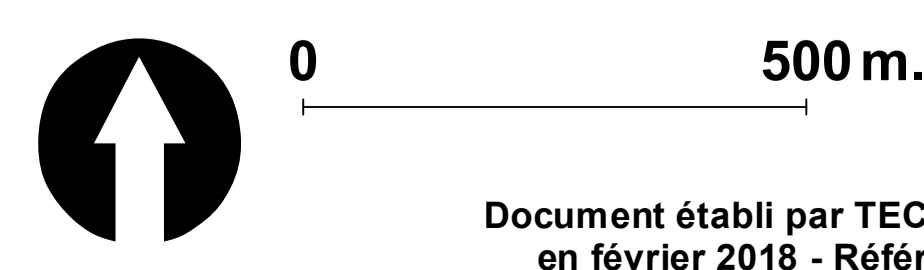 0 500 m.
Document établi par TEC
en février 2018 - Référ